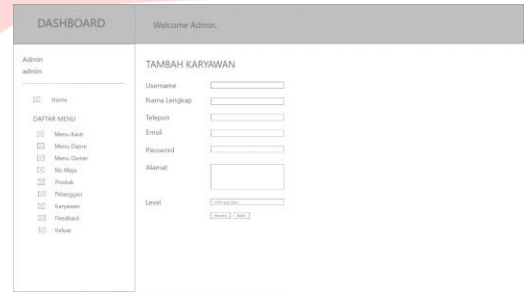 DASHBOARD
Welcome Admin.
Admin
admin
Home
DAFTAR MENU
Menu Kasir
Menu Dapur
Menu Owner
No Meja
Produk
Pelanggan
Karyawan
Feedback
Keluar
TAMBAH KARYAWAN
Username
Nama Lengkap
Telepon
Email
Password
Alamat
Level